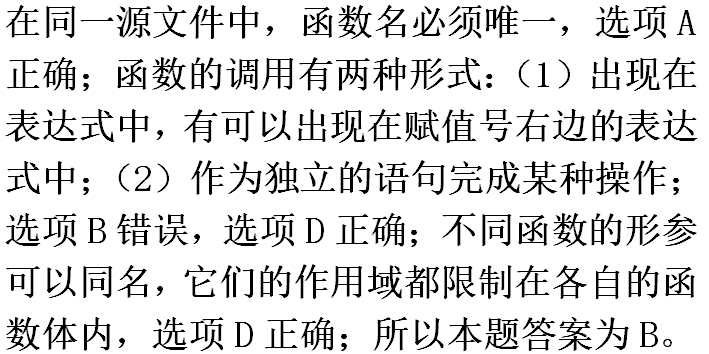 在同一源文件中，函数名必须唯一，选项 A
正确；函数的调用有两种形式：（1）出现在
表达式中，有可以出现在赋值号右边的表达
式中；（2）作为独立的语句完成某种操作；
选项 B 错误，选项 D 正确；不同函数的形参
可以同名，它们的作用域都限制在各自的函
数体内，选项 D 正确；所以本题答案为 B。